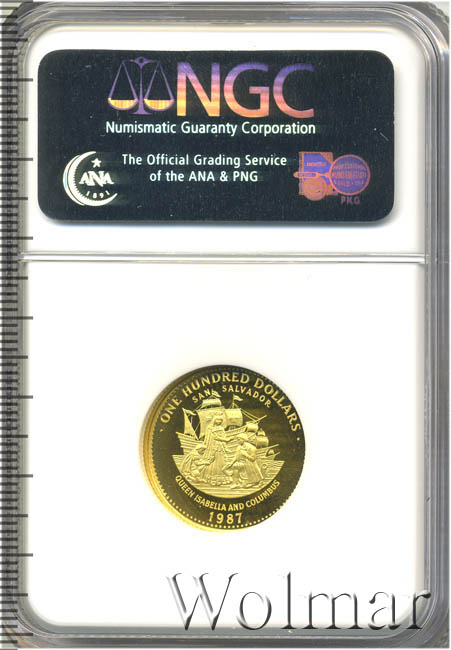 NGC
Numismatic Guaranty Corporation
The Official Grading Service
of the ANA & PNG
ANA
1891
PNG
· ONE HUNDRED DOLLARS ·
SAN SALVADOR
QUEEN ISABELLA AND COLUMBUS
1987
Wolmar